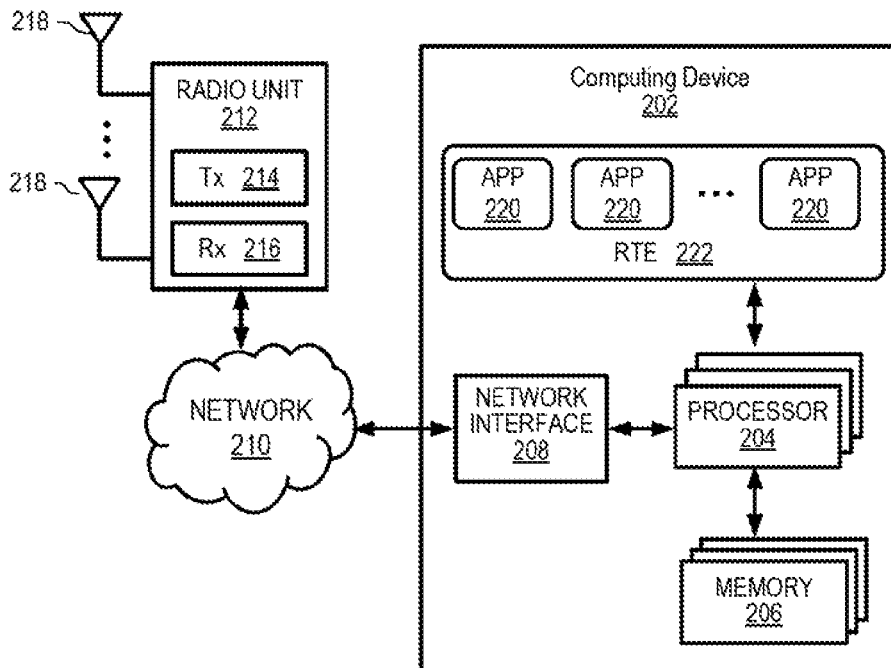 218
RADIO UNIT
212
Tx 214
Rx 216
218
Computing Device
202
APP
220
APP
220
...
APP
220
RTE 222
NETWORK
210
NETWORK
INTERFACE
208
PROCESSOR
204
MEMORY
206